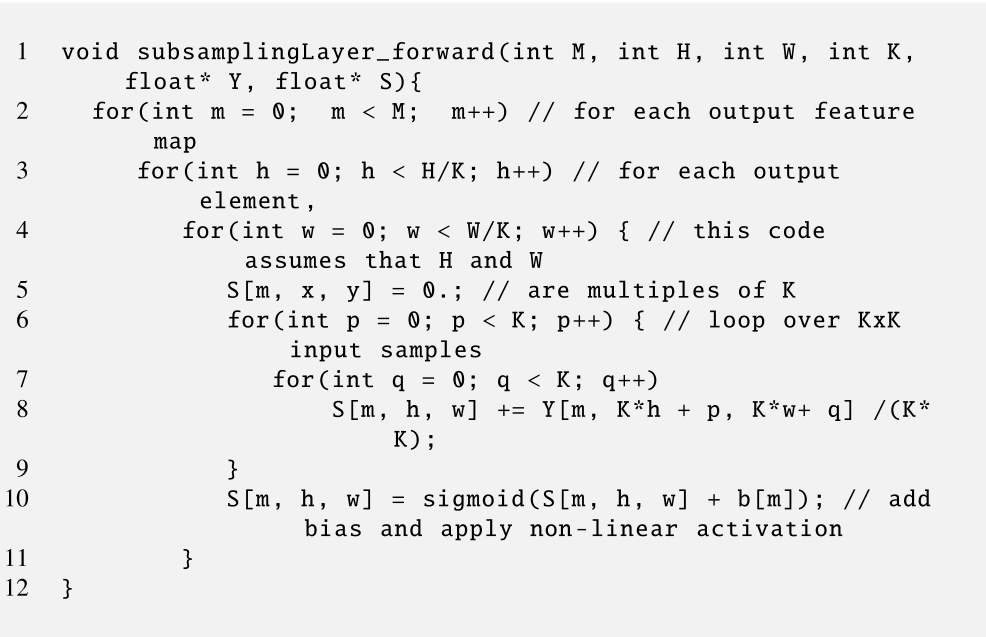 1 void subsamplingLayer_forward(int M, int H, int W, int K,
float* Y, float* S){
2 for(int m = 0; m < M; m++) // for each output feature
map
3 for(int h = 0; h < H/K; h++) // for each output
element,
4 for(int w = 0; w < W/K; w++) { // this code
assumes that H and W
5 S[m, x, y] = 0.; // are multiples of K
6 for(int p = 0; p < K; p++) { // loop over KxK
input samples
7 for(int q = 0; q < K; q++)
8 S[m, h, w] += Y[m, K*h + p, K*w+ q] /(K*
K);
9 }
10 S[m, h, w] = sigmoid(S[m, h, w] + b[m]); // add
bias and apply non-linear activation
11 }
12 }